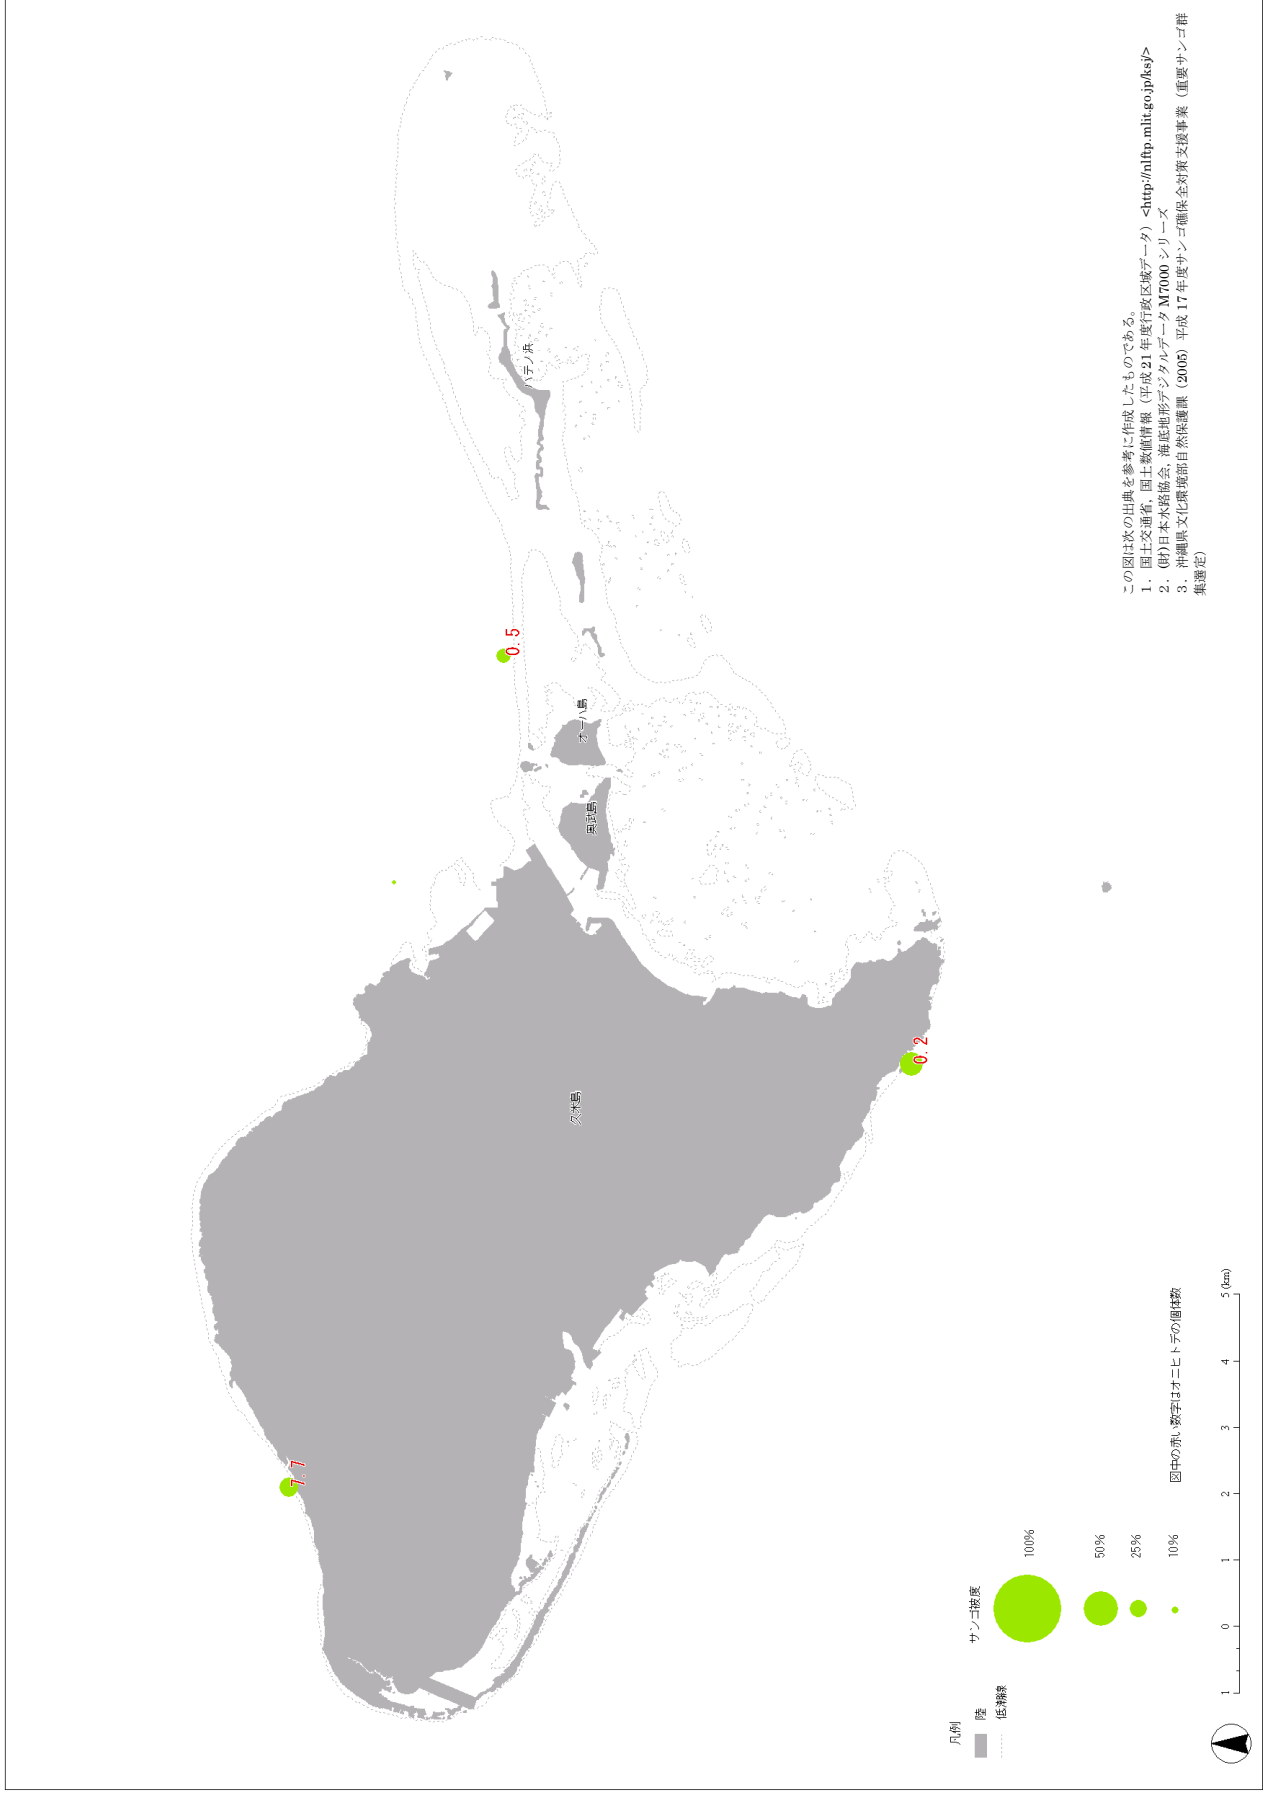 ハテノ浜
オーハ島
奥武島
久米島
0.5
0.2
7.7
この図は次の出典を参考に作成したものである。
1．国土交通省, 国土数値情報（平成21年度行政区域データ）<http://nlftp.mlit.go.jp/ksj/>
2．(財)日本水路協会, 海底地形デジタルデータM7000シリーズ
3．沖縄県文化環境部自然保護課（2005）平成17年度サンゴ礁保全対策支援事業（重要サンゴ群
集選定）
凡例
陸
低潮線
サンゴ被度
100%
50%
25%
10%
図中の赤い数字はオニヒトデの個体数
1 0 1 2 3 4 5 (km)